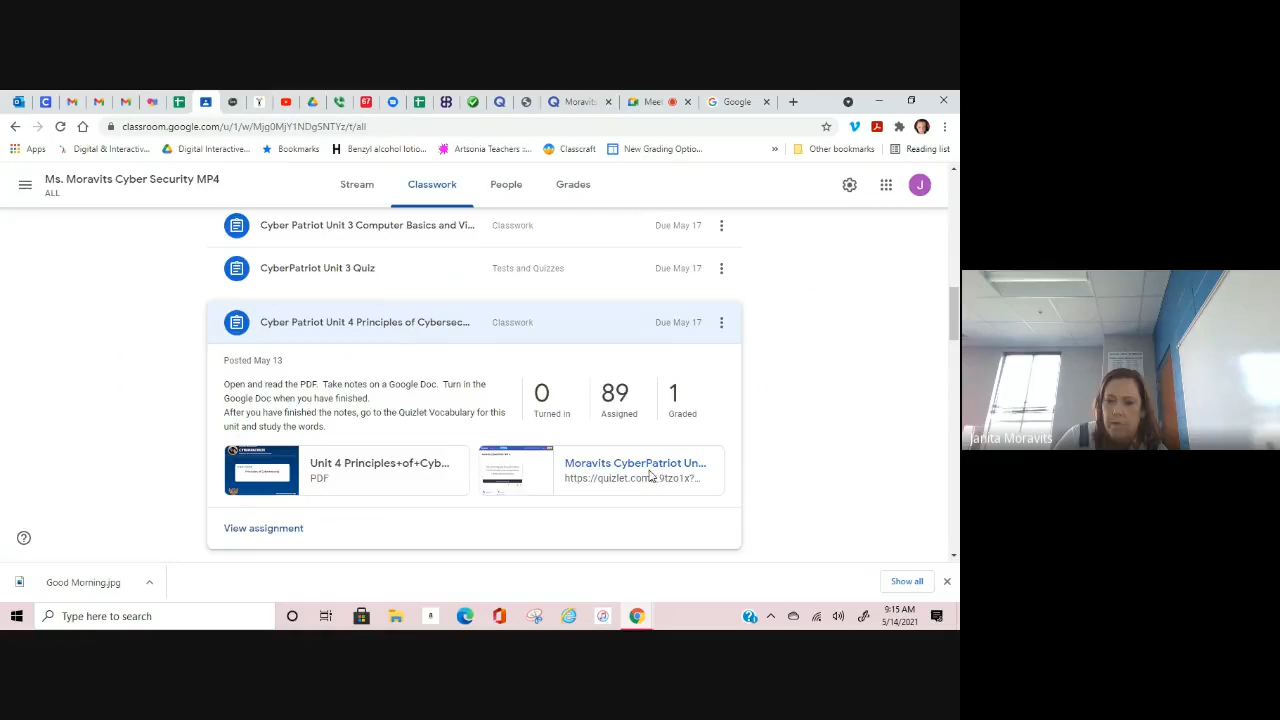 Moravits
Meet
Google
classroom.google.com/u/1/w/Mjg0MjY1NDg5NTYz/t/all
Apps
Digital & Interactiv...
Digital Interactive...
Bookmarks
Benzyl alcohol lotio...
Artsonia Teachers:...
Classcraft
New Grading Optio...
»
Other bookmarks
Reading list
Ms. Moravits Cyber Security MP4
ALL
Stream
Classwork
People
Grades
J
Cyber Patriot Unit 3 Computer Basics and Vi...
Classwork
Due May 17
CyberPatriot Unit 3 Quiz
Tests and Quizzes
Due May 17
Cyber Patriot Unit 4 Principles of Cybersec...
Classwork
Due May 17
Posted May 13
Open and read the PDF. Take notes on a Google Doc. Turn in the
Google Doc when you have finished.
After you have finished the notes, go to the Quizlet Vocabulary for this
unit and study the words.
0
Turned in
89
Assigned
1
Graded
Unit 4 Principles+of+Cyb...
PDF
Moravits CyberPatriot Un...
View assignment
Janita Moravits
Good Morning.jpg
Show all
Type here to search
9:15 AM
5/14/2021